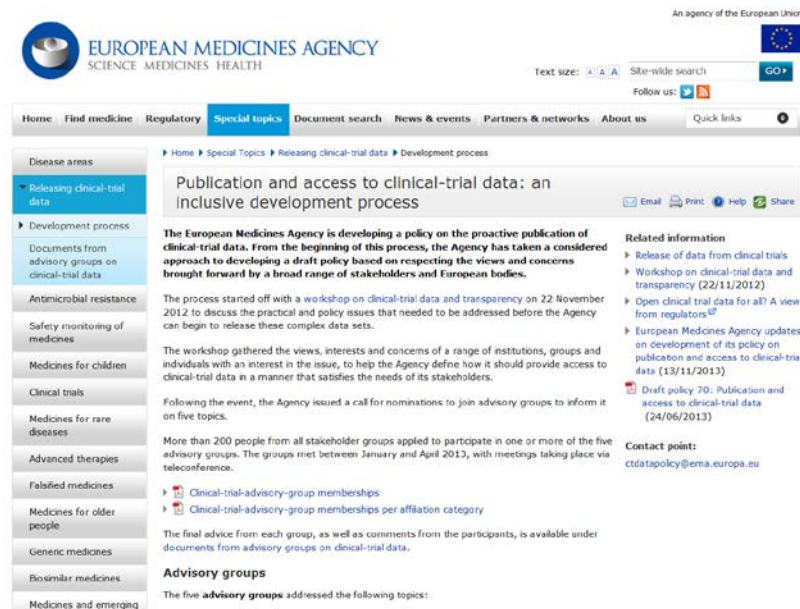 An agency of the European Union
EUROPEAN MEDICINES AGENCY
SCIENCE MEDICINES HEALTH
Text size: A A A
Site-wide search
GO
Follow us:
Home Find medicine Regulatory Special topics Document search News & events Partners & networks About us Quick links
Disease areas
Releasing clinical-trial
data
Development process
Documents from
advisory groups on
clinical-trial data
Antimicrobial resistance
Safety monitoring of
medicines
Medicines for children
Clinical trials
Medicines for rare
diseases
Advanced therapies
Falsified medicines
Medicines for older
people
Generic medicines
Biosimilar medicines
Medicines and emerging
Home Special Topics Releasing clinical-trial data Development process
Publication and access to clinical-trial data: an
inclusive development process
Email Print Help Share
The European Medicines Agency is developing a policy on the proactive publication of
clinical-trial data. From the beginning of this process, the Agency has taken a considered
approach to developing a draft policy based on respecting the views and concerns
brought forward by a broad range of stakeholders and European bodies.
The process started off with a workshop on clinical-trial data and transparency on 22 November
2012 to discuss the practical and policy issues that needed to be addressed before the Agency
can begin to release these complex data sets.
The workshop gathered the views, interests and concerns of a range of institutions, groups and
individuals with an interest in the issue, to help the Agency define how it should provide access to
clinical-trial data in a manner that satisfies the needs of its stakeholders.
Following the event, the Agency issued a call for nominations to join advisory groups to inform it
on five topics.
More than 200 people from all stakeholder groups applied to participate in one or more of the five
advisory groups. The groups met between January and April 2013, with meetings taking place via
teleconference.
Clinical-trial-advisory-group memberships
Clinical-trial-advisory-group memberships per affiliation category
The final advice from each group, as well as comments from the participants, is available under
documents from advisory groups on clinical-trial data.
Advisory groups
The five advisory groups addressed the following topics:
Related information
Release of data from clinical trials
Workshop on clinical-trial data and
transparency (22/11/2012)
Open clinical trial data for all? A view
from regulators
European Medicines Agency updates
on development of its policy on
publication and access to clinical-trial
data (13/11/2013)
Draft policy 70: Publication and
access to clinical-trial data
(24/06/2013)
Contact point:
ctdatapolicy@ema.europa.eu